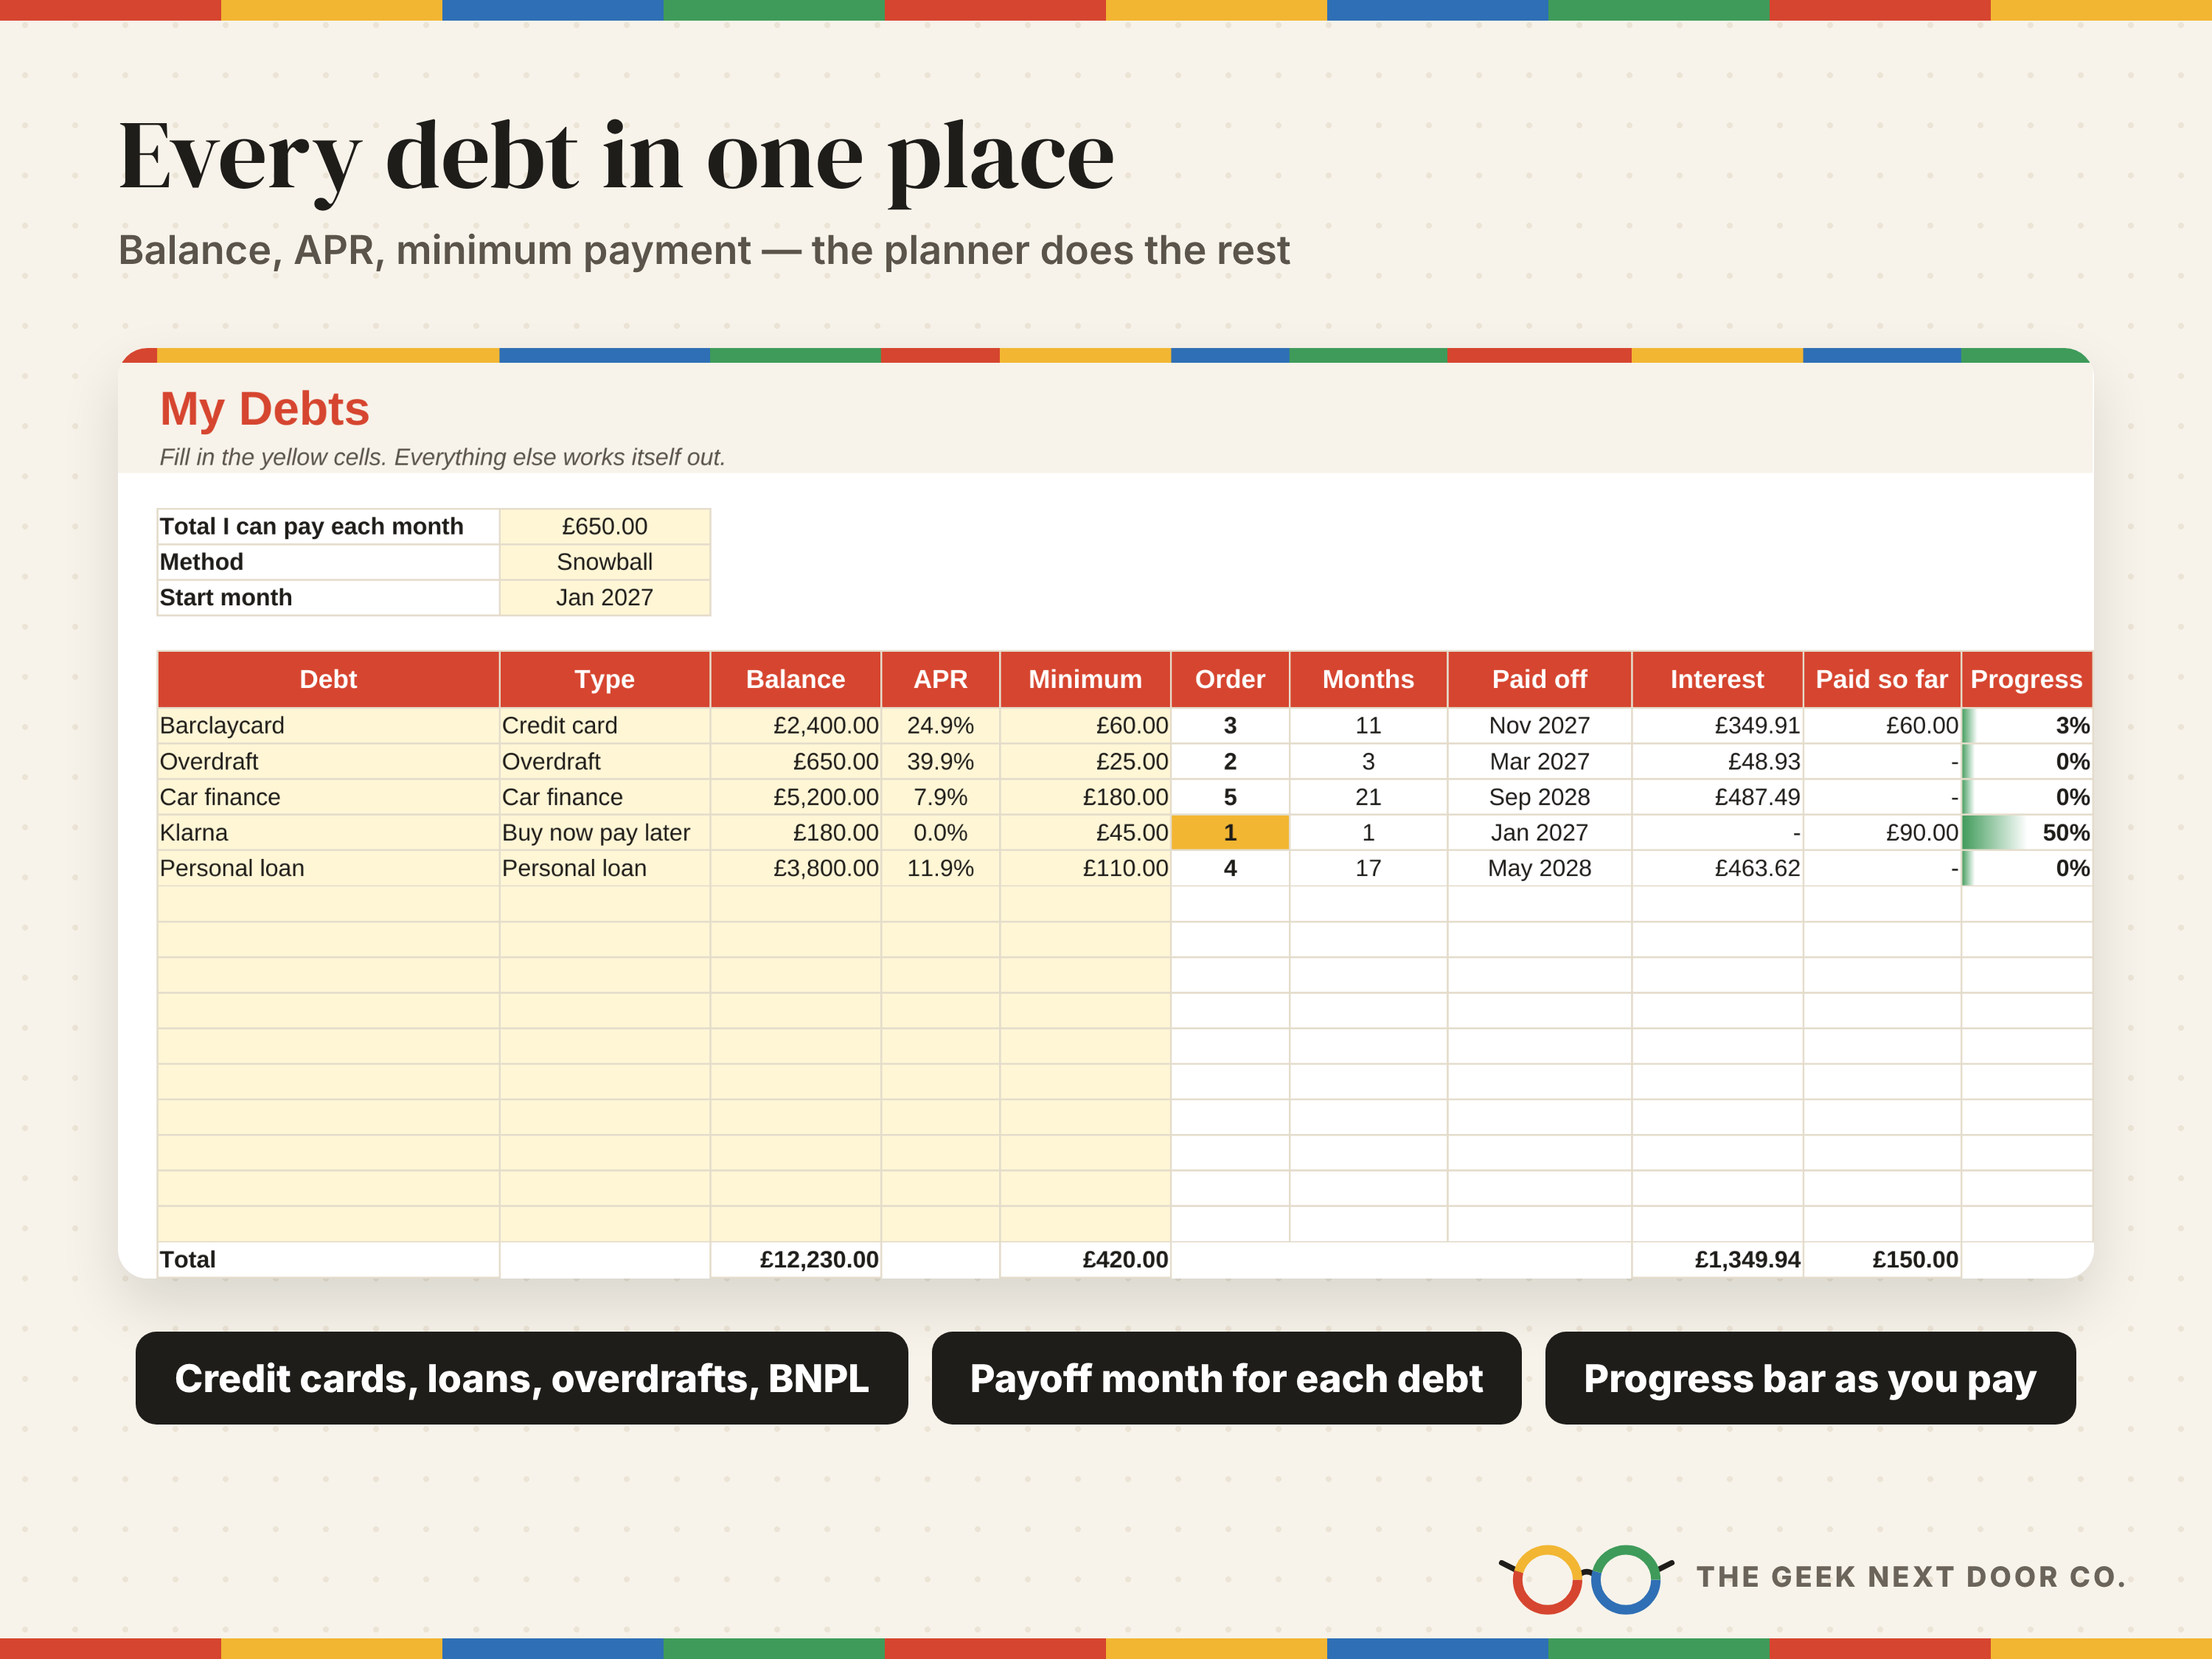 Every debt in one place
Balance, APR, minimum payment — the planner does the rest
My Debts
Fill in the yellow cells. Everything else works itself out.
Total I can pay each month £650.00
Method Snowball
Start month Jan 2027
Debt Type Balance APR Minimum Order Months Paid off Interest Paid so far Progress
Barclaycard Credit card £2,400.00 24.9% £60.00 3 11 Nov 2027 £349.91 £60.00 3%
Overdraft Overdraft £650.00 39.9% £25.00 2 3 Mar 2027 £48.93 - 0%
Car finance Car finance £5,200.00 7.9% £180.00 5 21 Sep 2028 £487.49 - 0%
Klarna Buy now pay later £180.00 0.0% £45.00 1 1 Jan 2027 - £90.00 50%
Personal loan Personal loan £3,800.00 11.9% £110.00 4 17 May 2028 £463.62 - 0%
Total £12,230.00 £420.00 £1,349.94 £150.00
Credit cards, loans, overdrafts, BNPL
Payoff month for each debt
Progress bar as you pay
THE GEEK NEXT DOOR CO.